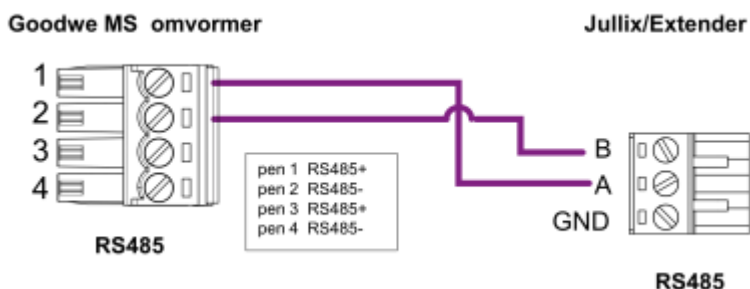 Goodwe MS omvormer
Jullix/Extender
1
2
3
4
pen 1 RS485+
pen 2 RS485-
pen 3 RS485+
pen 4 RS485-
RS485
B
A
GND
RS485